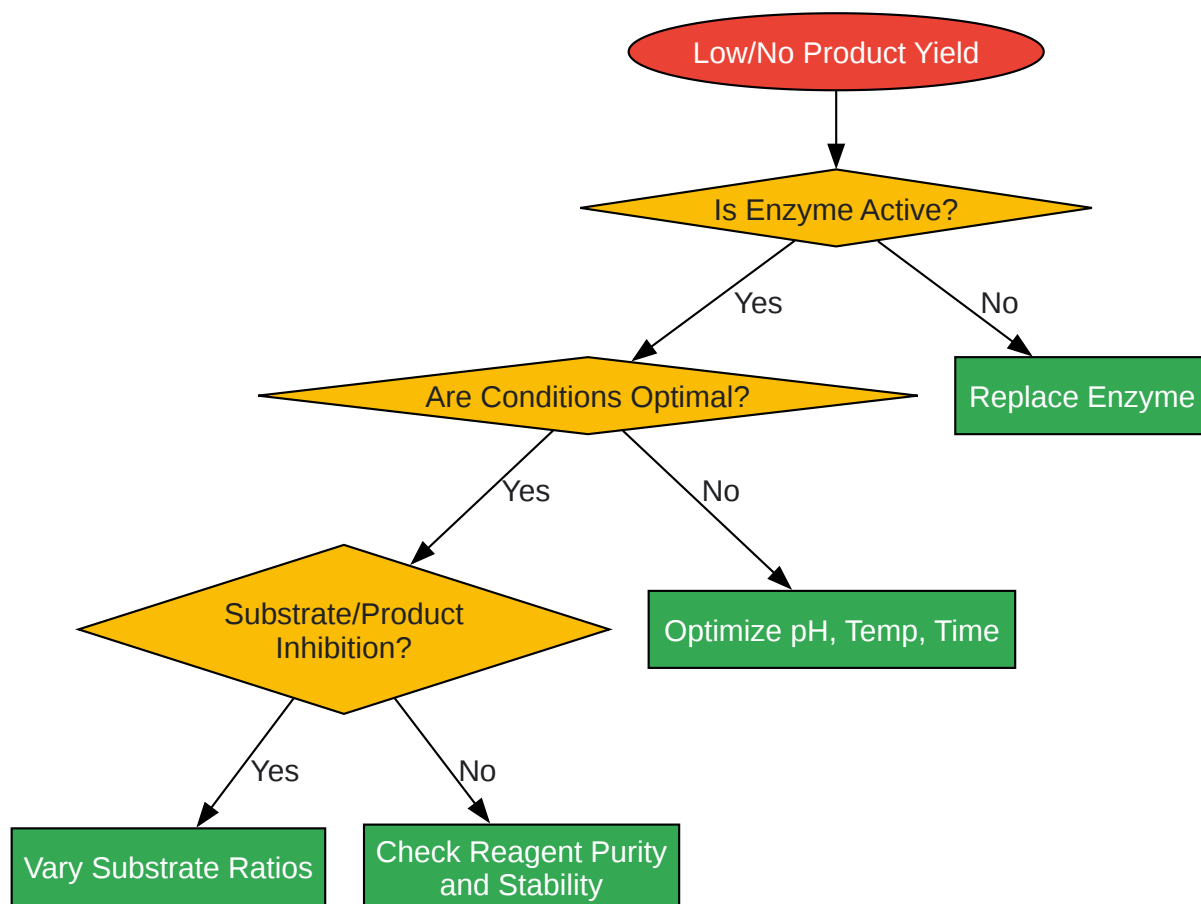 Low/No Product Yield
Is Enzyme Active?
Yes
No
Are Conditions Optimal?
Replace Enzyme
Yes
No
Substrate/Product
Inhibition?
Optimize pH, Temp, Time
Yes
No
Vary Substrate Ratios
Check Reagent Purity
and Stability